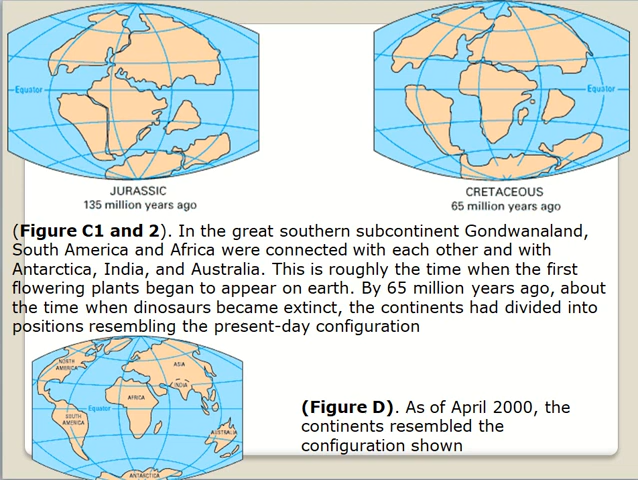 Equator
Equator
JURASSIC
135 million years ago
CRETACEOUS
65 million years ago
(Figure C1 and 2). In the great southern subcontinent Gondwanaland,
South America and Africa were connected with each other and with
Antarctica, India, and Australia. This is roughly the time when the first
flowering plants began to appear on earth. By 65 million years ago, about
the time when dinosaurs became extinct, the continents had divided into
positions resembling the present-day configuration
NORTH
AMERICA
ASIA
INDIA
AFRICA
Equator
SOUTH
AMERICA
AUSTRALIA
ANTARCTICA
(Figure D). As of April 2000, the
continents resembled the
configuration shown